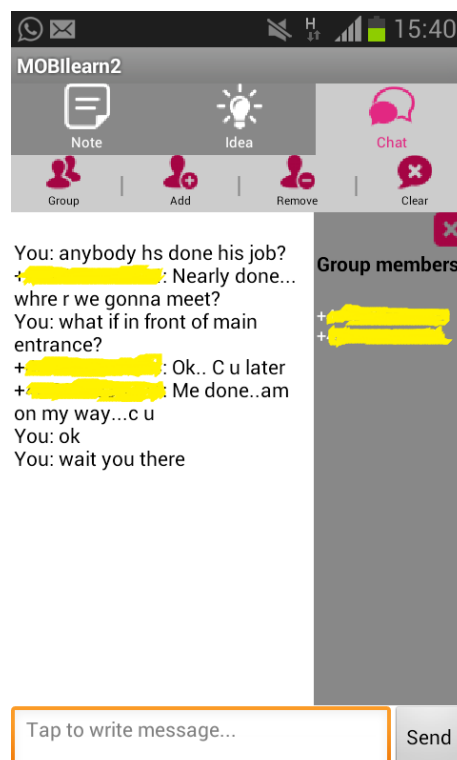 H 15:40
MOBIlearn2
Note Idea Chat
Group | Add | Remove | Clear
Group members
+
+
You: anybody hs done his job?
+ : Nearly done...
whre r we gonna meet?
You: what if in front of main
entrance?
+ : Ok.. C u later
+ : Me done..am
on my way...c u
You: ok
You: wait you there
Tap to write message...
Send